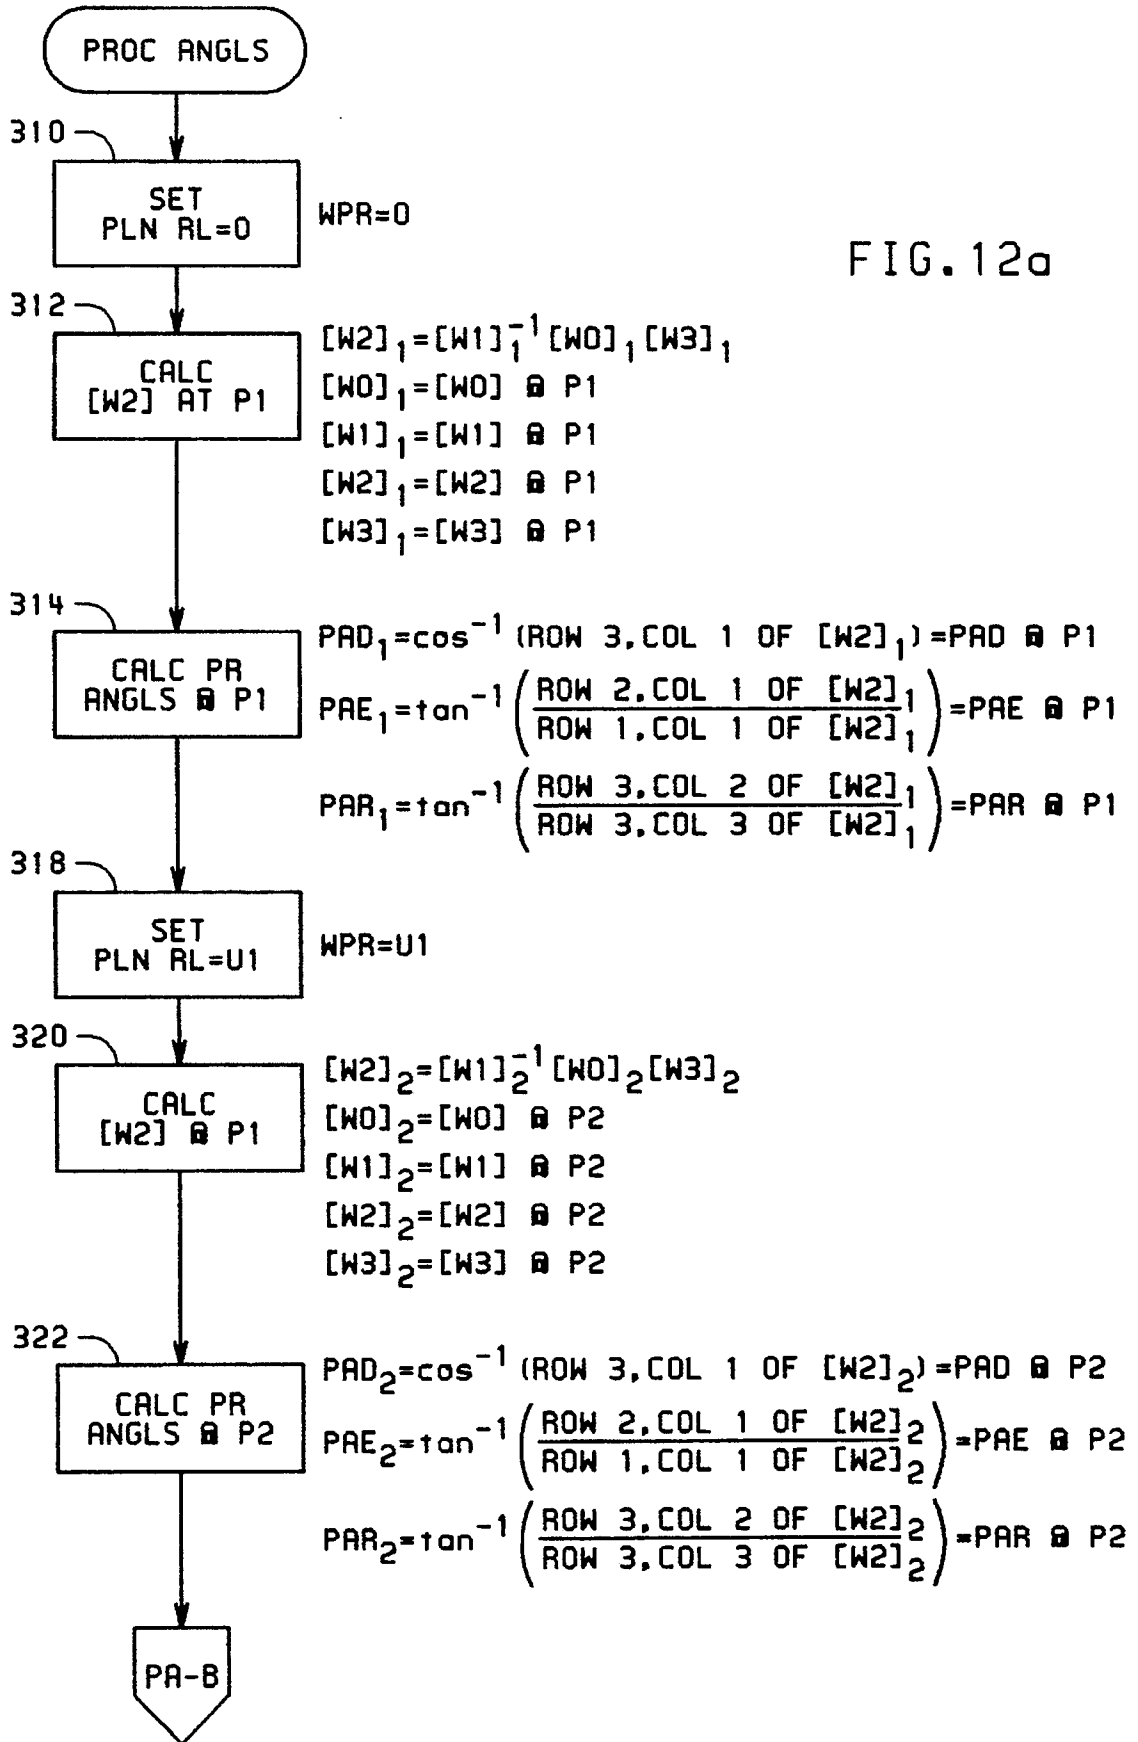 PROC ANGLS
310
SET
PLN RL=0
WPR=0
FIG.12a
312
CALC
[W2] AT P1
[W2]₁=[W1]₁⁻¹[W0]₁[W3]₁
[W0]₁=[W0] @ P1
[W1]₁=[W1] @ P1
[W2]₁=[W2] @ P1
[W3]₁=[W3] @ P1
314
CALC PR
ANGLS @ P1
PAD₁=cos⁻¹(ROW 3,COL 1 OF [W2]₁)=PAD @ P1
PAE₁=tan⁻¹(ROW 2,COL 1 OF [W2]₁/ROW 1,COL 1 OF [W2]₁)=PAE @ P1
PAR₁=tan⁻¹(ROW 3,COL 2 OF [W2]₁/ROW 3,COL 3 OF [W2]₁)=PAR @ P1
318
SET
PLN RL=U1
WPR=U1
320
CALC
[W2] @ P1
[W2]₂=[W1]₂⁻¹[W0]₂[W3]₂
[W0]₂=[W0] @ P2
[W1]₂=[W1] @ P2
[W2]₂=[W2] @ P2
[W3]₂=[W3] @ P2
322
CALC PR
ANGLS @ P2
PAD₂=cos⁻¹(ROW 3,COL 1 OF [W2]₂)=PAD @ P2
PAE₂=tan⁻¹(ROW 2,COL 1 OF [W2]₂/ROW 1,COL 1 OF [W2]₂)=PAE @ P2
PAR₂=tan⁻¹(ROW 3,COL 2 OF [W2]₂/ROW 3,COL 3 OF [W2]₂)=PAR @ P2
PA-B